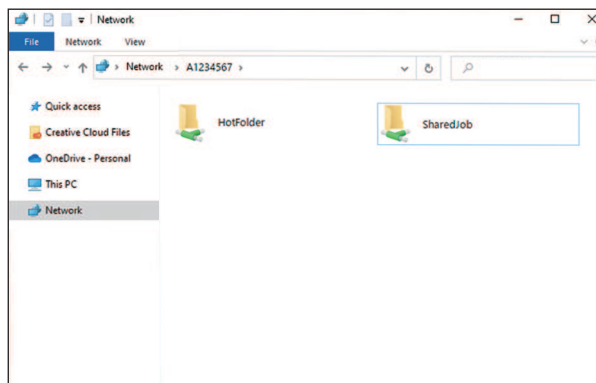 Network
File Network View
Network > A1234567 >
Quick access
Creative Cloud Files
OneDrive - Personal
This PC
Network
HotFolder
SharedJob